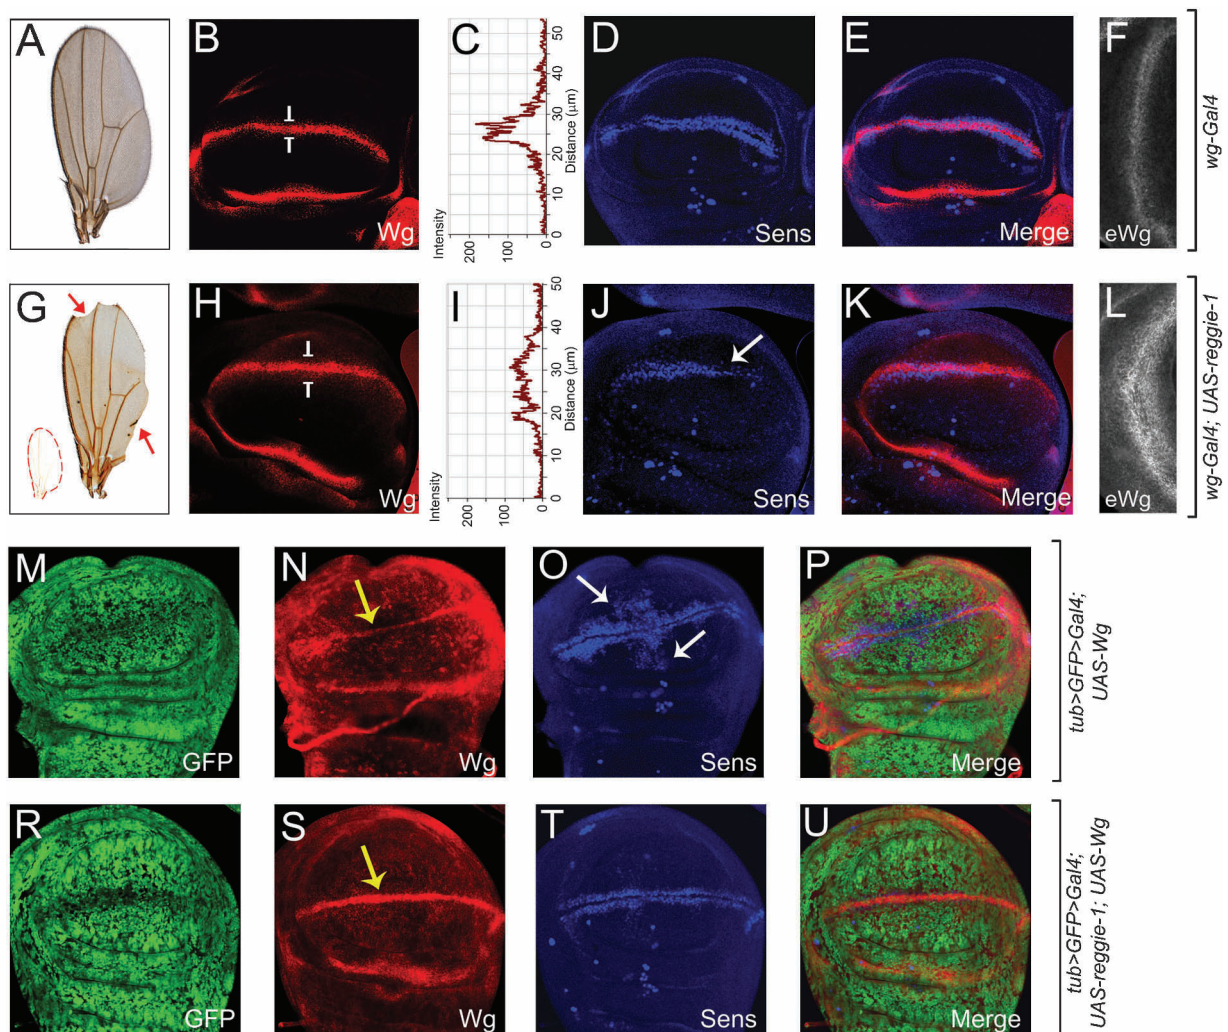 A
B
Wg
C
50
40
30
20
10
0
Distance (μm)
Intensity
200
100
0
D
Sens
E
Merge
F
eWg
wg-Gal4
G
H
Wg
I
50
40
30
20
10
0
Distance (μm)
Intensity
200
100
0
J
Sens
K
Merge
L
eWg
wg-Gal4; UAS-reggie-1
M
GFP
N
Wg
O
Sens
P
Merge
tub>GFP>Gal4;
UAS-Wg
R
GFP
S
Wg
T
Sens
U
Merge
tub>GFP>Gal4;
UAS-reggie-1; UAS-Wg